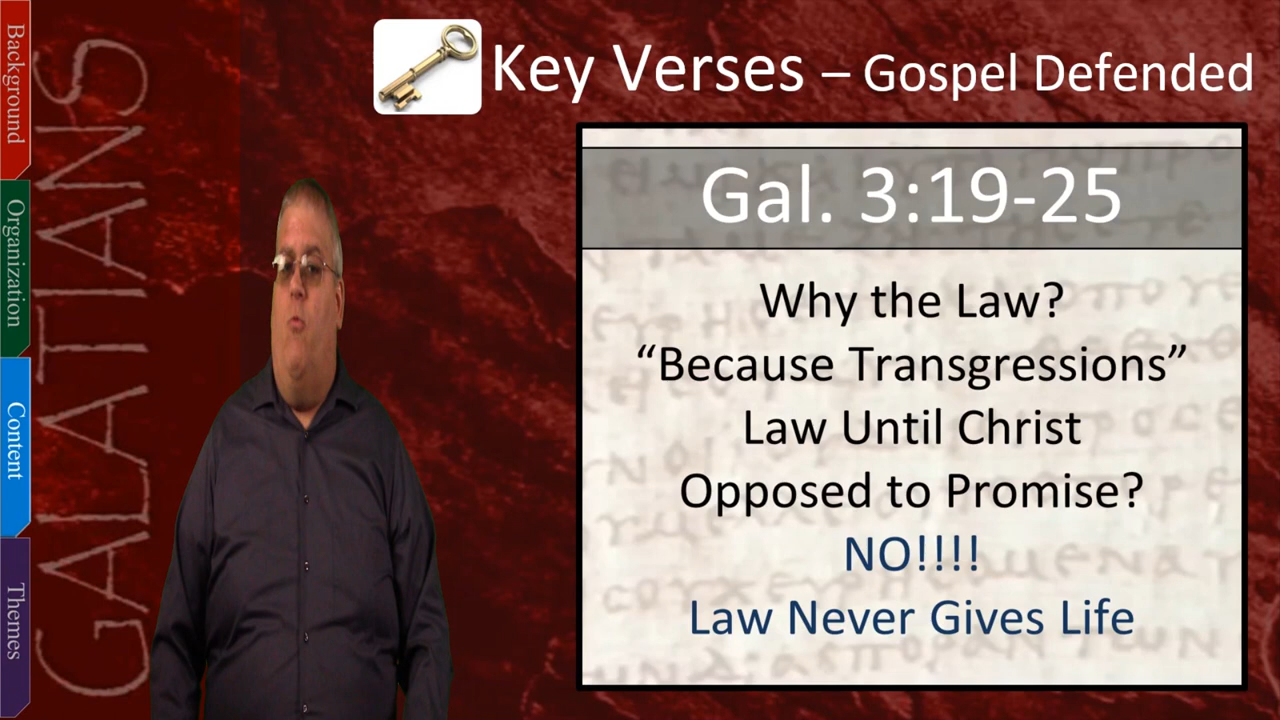 Background
Organization
Content
Themes
GALATIANS
Key Verses – Gospel Defended
Gal. 3:19-25
Why the Law?
“Because Transgressions”
Law Until Christ
Opposed to Promise?
NO!!!!
Law Never Gives Life